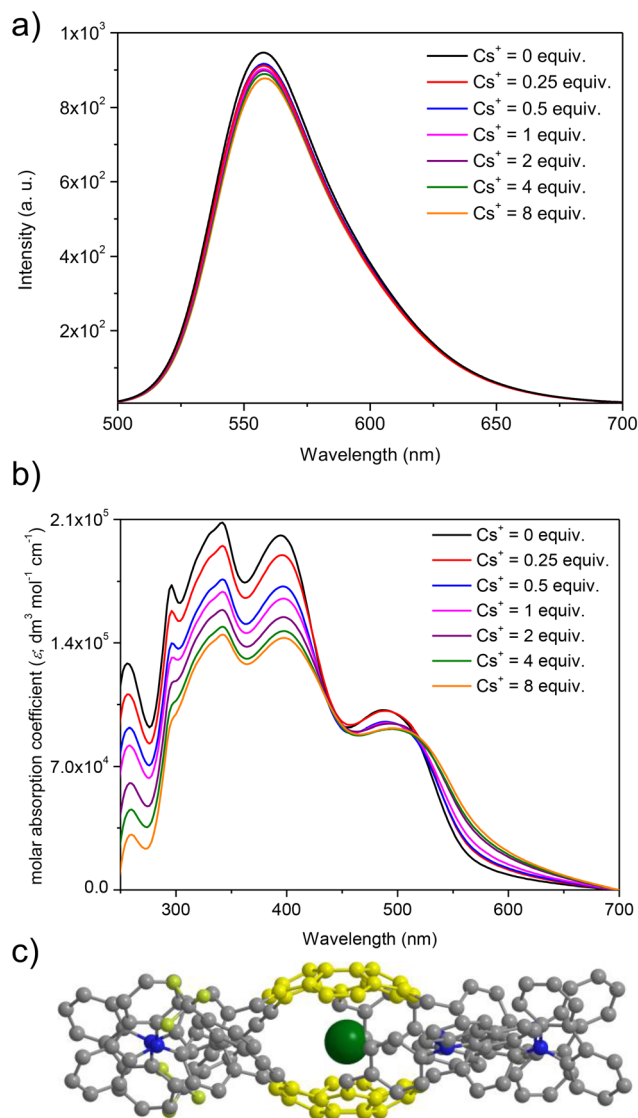 a)
1x10³
8x10²
6x10²
4x10²
2x10²
Intensity (a. u.)
Cs⁺ = 0 equiv.
Cs⁺ = 0.25 equiv.
Cs⁺ = 0.5 equiv.
Cs⁺ = 1 equiv.
Cs⁺ = 2 equiv.
Cs⁺ = 4 equiv.
Cs⁺ = 8 equiv.
500 550 600 650 700
Wavelength (nm)
b)
2.1x10⁵
1.4x10⁵
7.0x10⁴
0.0
molar absorption coefficient (ε, dm³ mol⁻¹ cm⁻¹)
Cs⁺ = 0 equiv.
Cs⁺ = 0.25 equiv.
Cs⁺ = 0.5 equiv.
Cs⁺ = 1 equiv.
Cs⁺ = 2 equiv.
Cs⁺ = 4 equiv.
Cs⁺ = 8 equiv.
300 400 500 600 700
Wavelength (nm)
c)